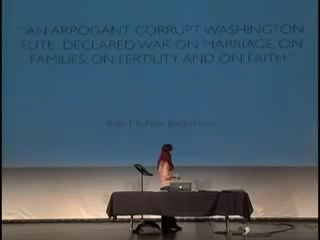 "AN ARROGANT, CORRUPT WASHINGTON
ELITE DECLARED WAR ON MARRIAGE, ON
FAMILIES, ON FERTILITY, AND ON FAITH."